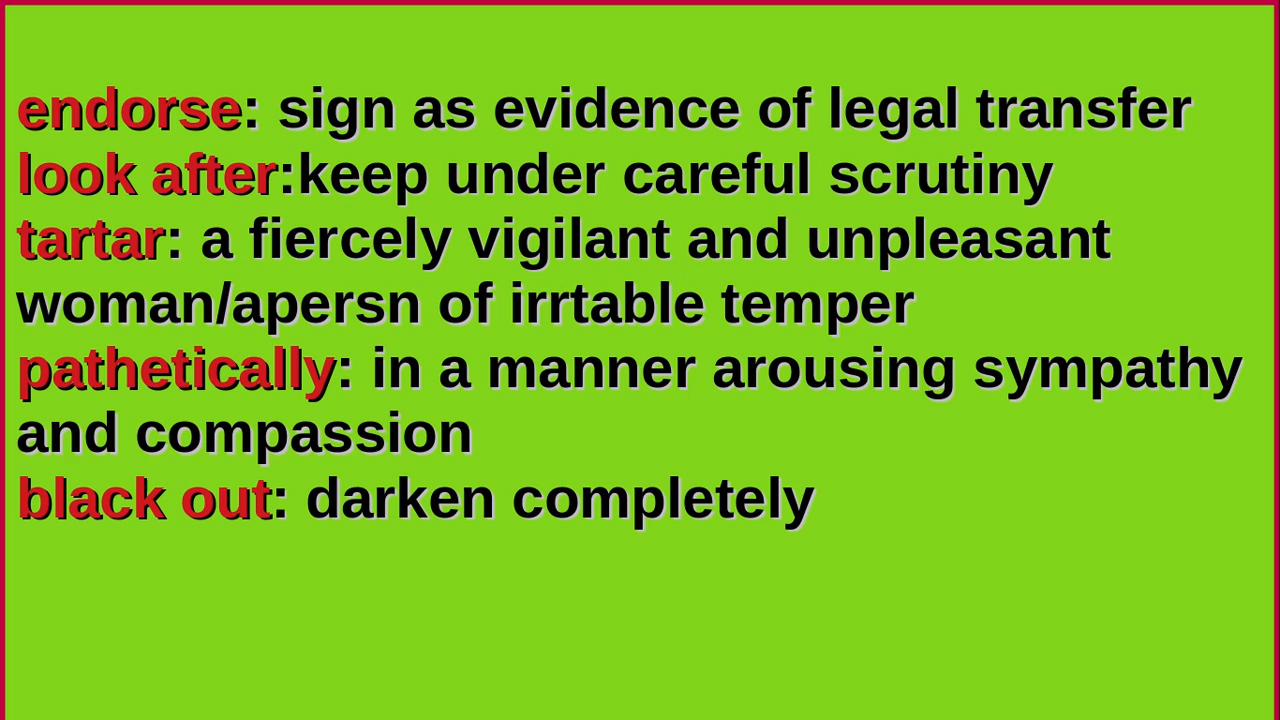 endorse: sign as evidence of legal transfer
look after:keep under careful scrutiny
tartar: a fiercely vigilant and unpleasant
woman/apersn of irrtable temper
pathetically: in a manner arousing sympathy
and compassion
black out: darken completely